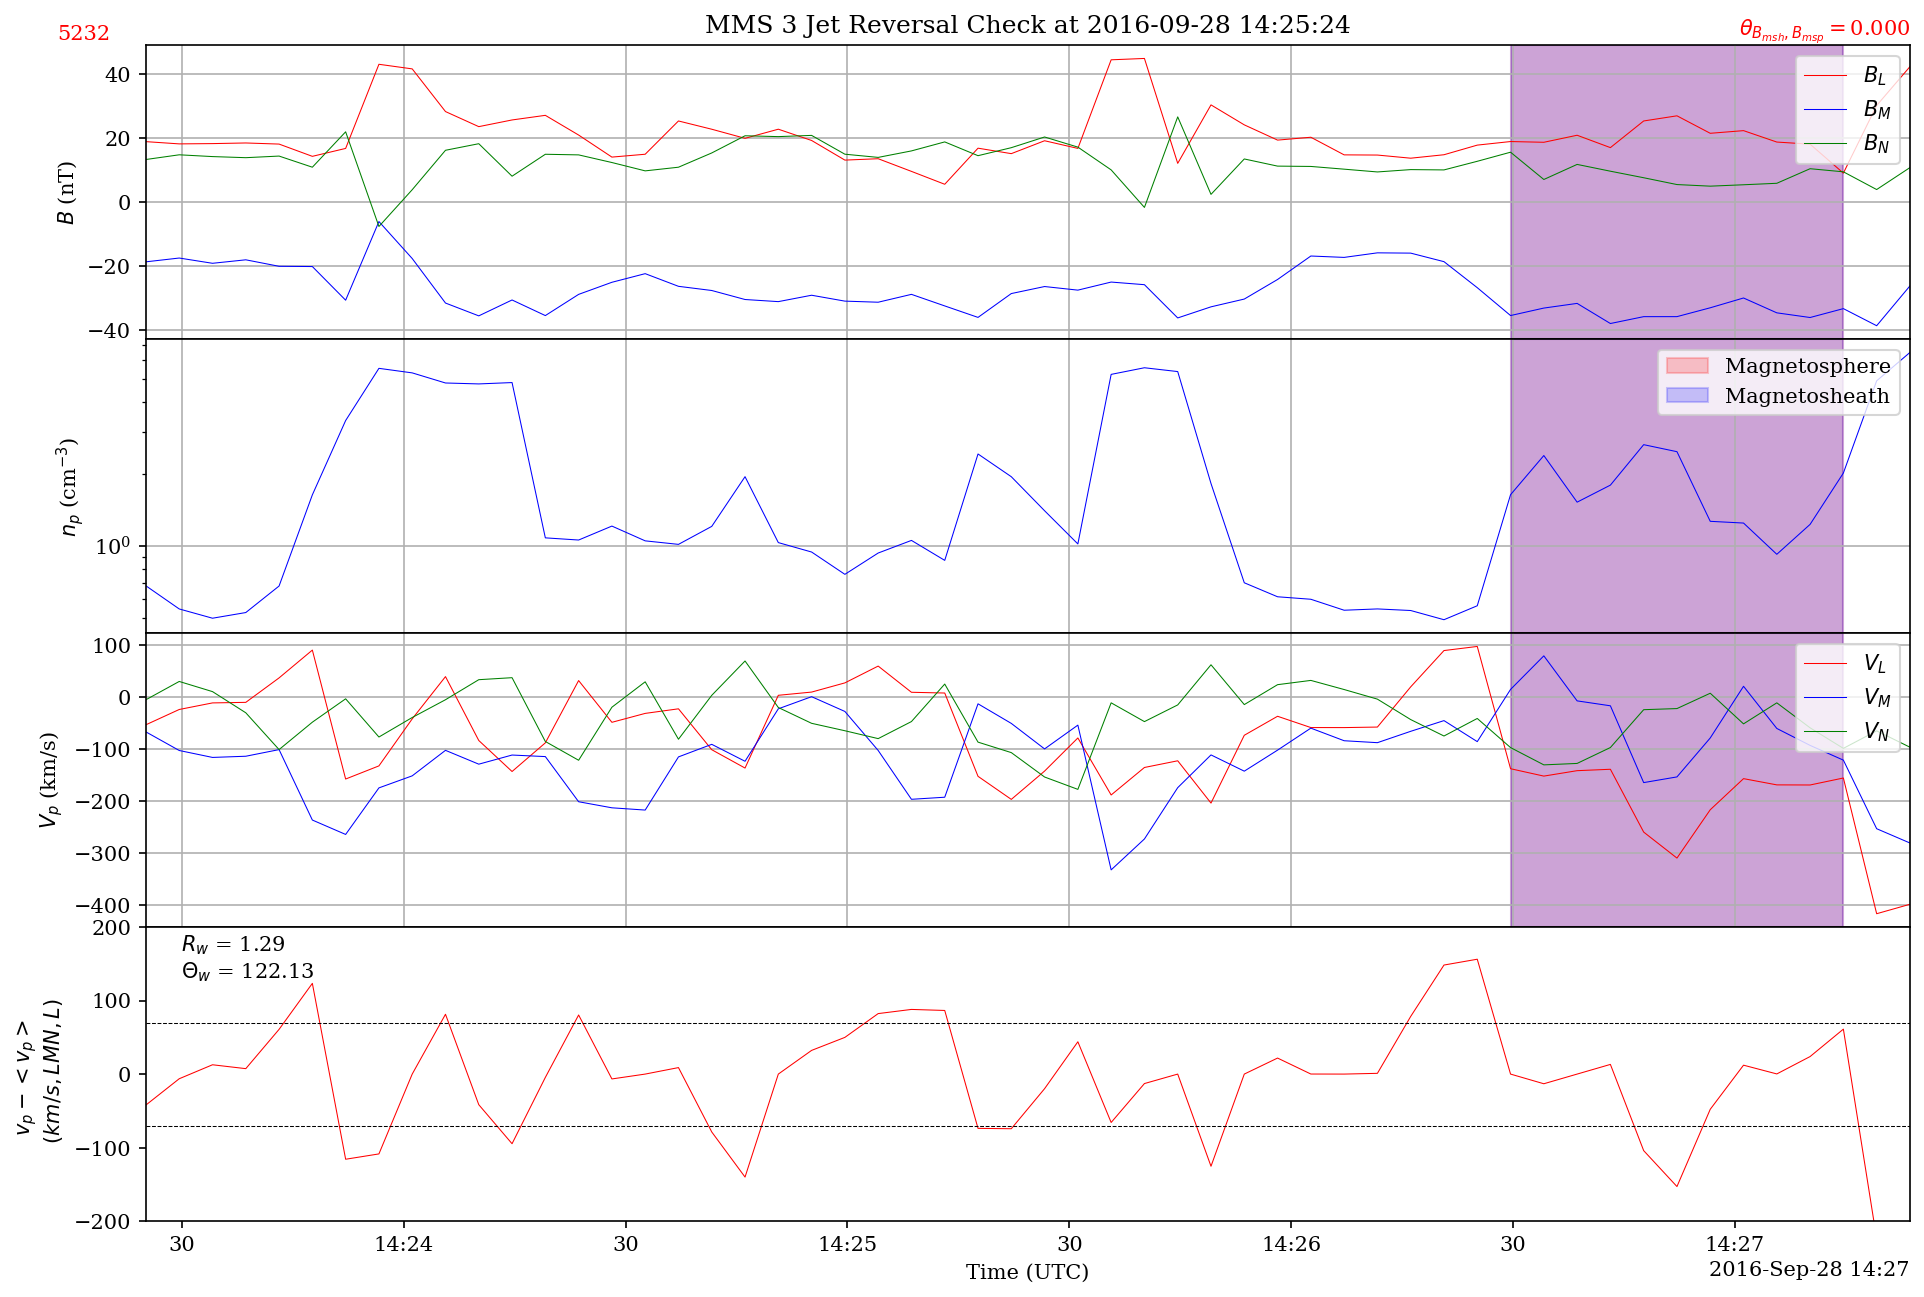 5232
MMS 3 Jet Reversal Check at 2016-09-28 14:25:24
θ_{B_{msh}, B_{msp}} = 0.000
40
20
0
−20
−40
B (nT)
B_L
B_M
B_N
10^0
n_p (cm^{−3})
Magnetosphere
Magnetosheath
100
0
−100
−200
−300
−400
V_p (km/s)
V_L
V_M
V_N
200
100
0
−100
−200
v_p − < v_p >
(km/s, LMN, L)
R_w = 1.29
Θ_w = 122.13
30 14:24 30 14:25 30 14:26 30 14:27
Time (UTC)
2016-Sep-28 14:27